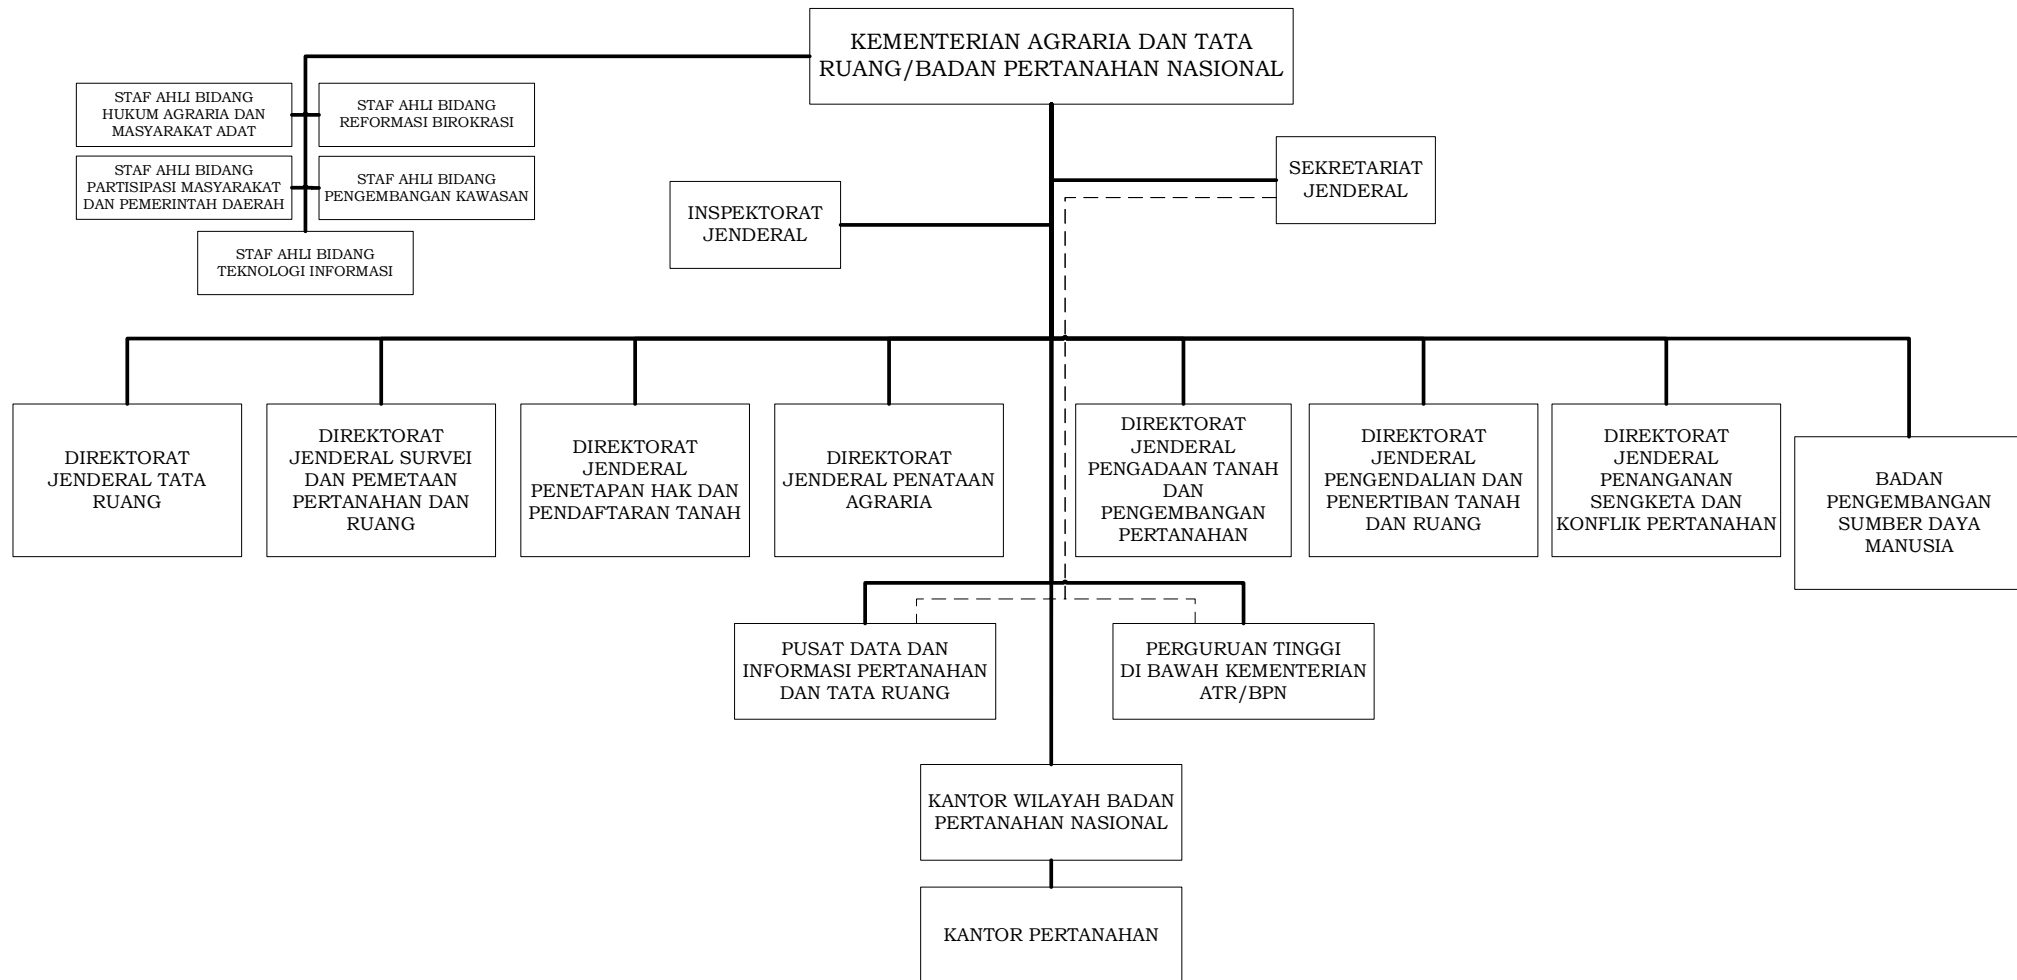 KEMENTERIAN AGRARIA DAN TATA
RUANG/BADAN PERTANAHAN NASIONAL
STAF AHLI BIDANG
HUKUM AGRARIA DAN
MASYARAKAT ADAT
STAF AHLI BIDANG
REFORMASI BIROKRASI
STAF AHLI BIDANG
PARTISIPASI MASYARAKAT
DAN PEMERINTAH DAERAH
STAF AHLI BIDANG
PENGEMBANGAN KAWASAN
STAF AHLI BIDANG
TEKNOLOGI INFORMASI
SEKRETARIAT
JENDERAL
INSPEKTORAT
JENDERAL
DIREKTORAT
JENDERAL TATA
RUANG
DIREKTORAT
JENDERAL SURVEI
DAN PEMETAAN
PERTANAHAN DAN
RUANG
DIREKTORAT
JENDERAL
PENETAPAN HAK DAN
PENDAFTARAN TANAH
DIREKTORAT
JENDERAL PENATAAN
AGRARIA
DIREKTORAT
JENDERAL
PENGADAAN TANAH
DAN
PENGEMBANGAN
PERTANAHAN
DIREKTORAT
JENDERAL
PENGENDALIAN DAN
PENERTIBAN TANAH
DAN RUANG
DIREKTORAT
JENDERAL
PENANGANAN
SENGKETA DAN
KONFLIK PERTANAHAN
BADAN
PENGEMBANGAN
SUMBER DAYA
MANUSIA
PUSAT DATA DAN
INFORMASI PERTANAHAN
DAN TATA RUANG
PERGURUAN TINGGI
DI BAWAH KEMENTERIAN
ATR/BPN
KANTOR WILAYAH BADAN
PERTANAHAN NASIONAL
KANTOR PERTANAHAN